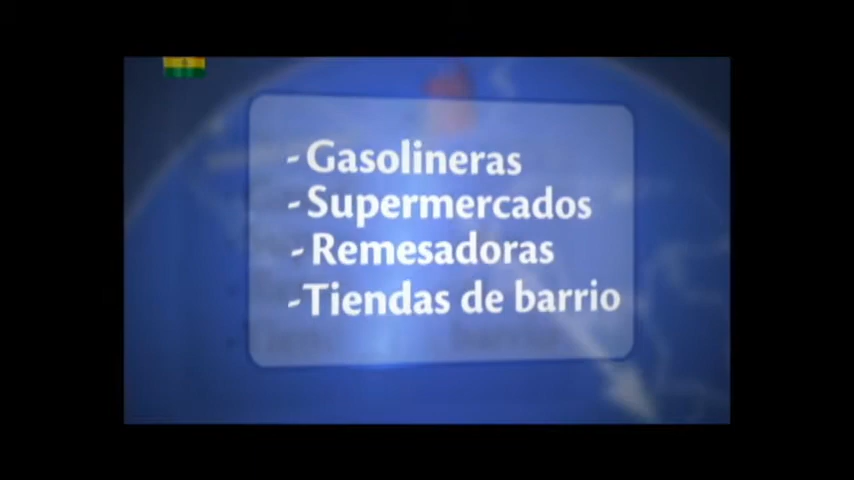 - Gasolineras
- Supermercados
- Remesadoras
- Tiendas de barrio